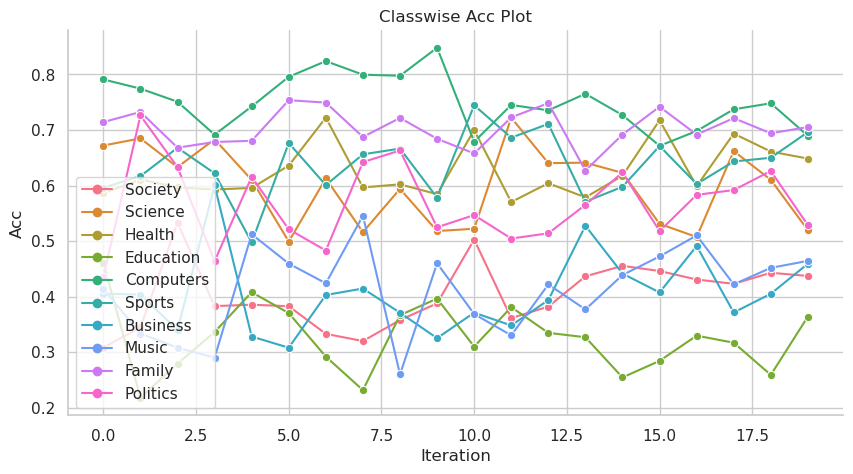 Classwise Acc Plot
Acc
0.8
0.7
0.6
0.5
0.4
0.3
0.2
Society
Science
Health
Education
Computers
Sports
Business
Music
Family
Politics
0.0 2.5 5.0 7.5 10.0 12.5 15.0 17.5
Iteration